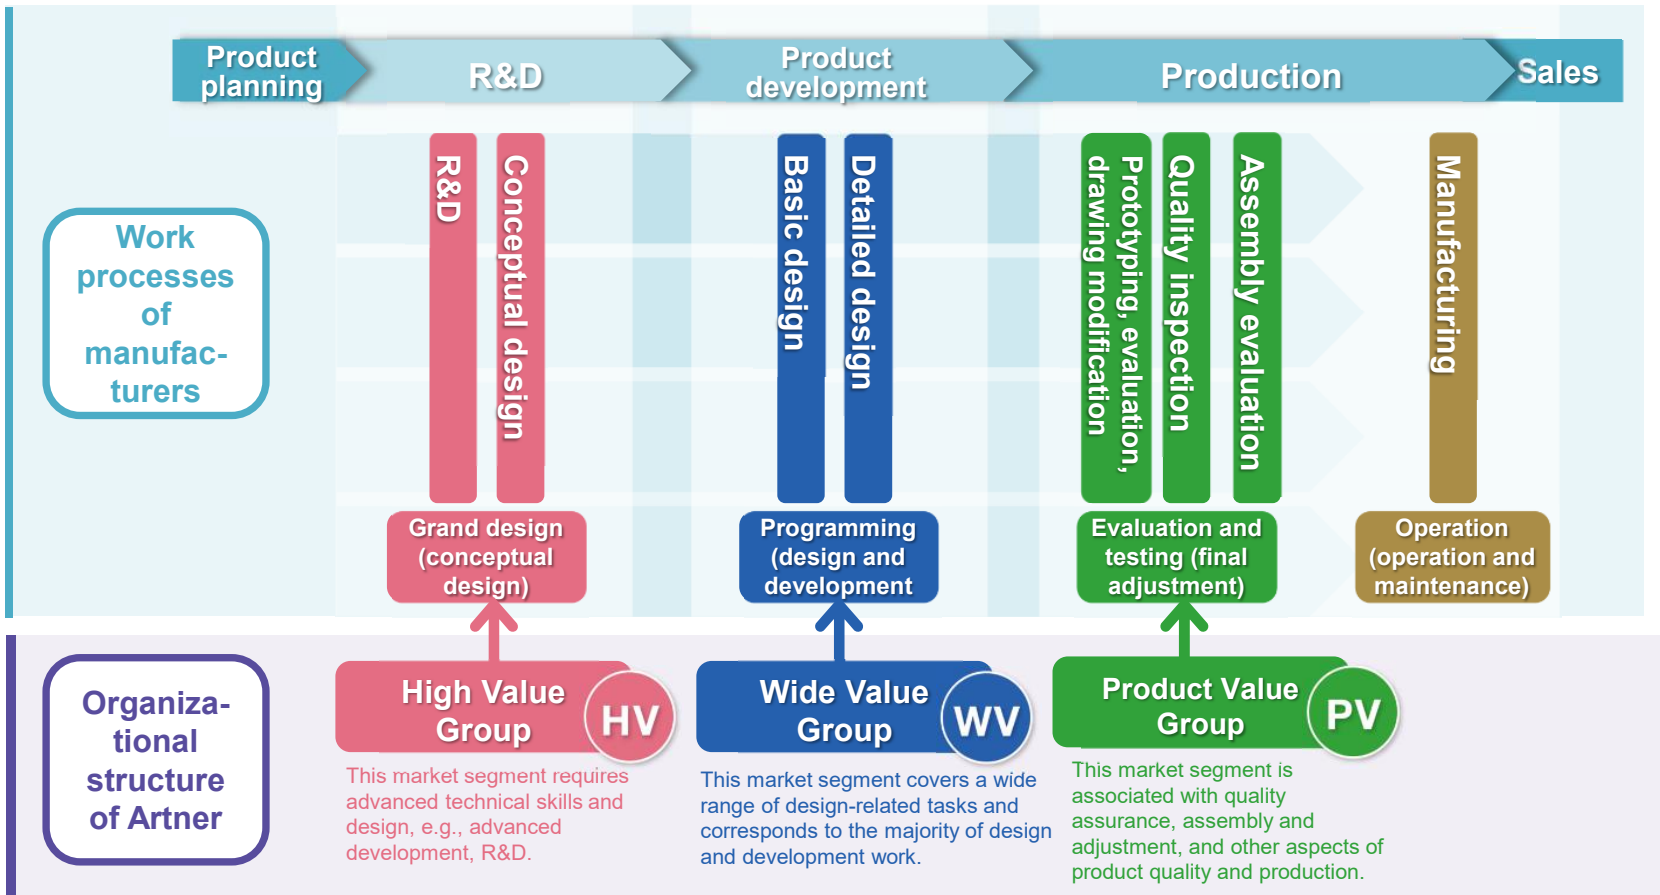 Product
planning
R&D
Product
development
Production
Sales
Work
processes
of
manufac-
turers
R&D
Conceptual design
Basic design
Detailed design
Prototyping, evaluation,
drawing modification
Quality inspection
Assembly evaluation
Manufacturing
Grand design
(conceptual
design)
Programming
(design and
development
Evaluation and
testing (final
adjustment)
Operation
(operation and
maintenance)
Organiza-
tional
structure
of Artner
High Value
Group
HV
This market segment requires
advanced technical skills and
design, e.g., advanced
development, R&D.
Wide Value
Group
WV
This market segment covers a wide
range of design-related tasks and
corresponds to the majority of design
and development work.
Product Value
Group
PV
This market segment is
associated with quality
assurance, assembly and
adjustment, and other aspects of
product quality and production.